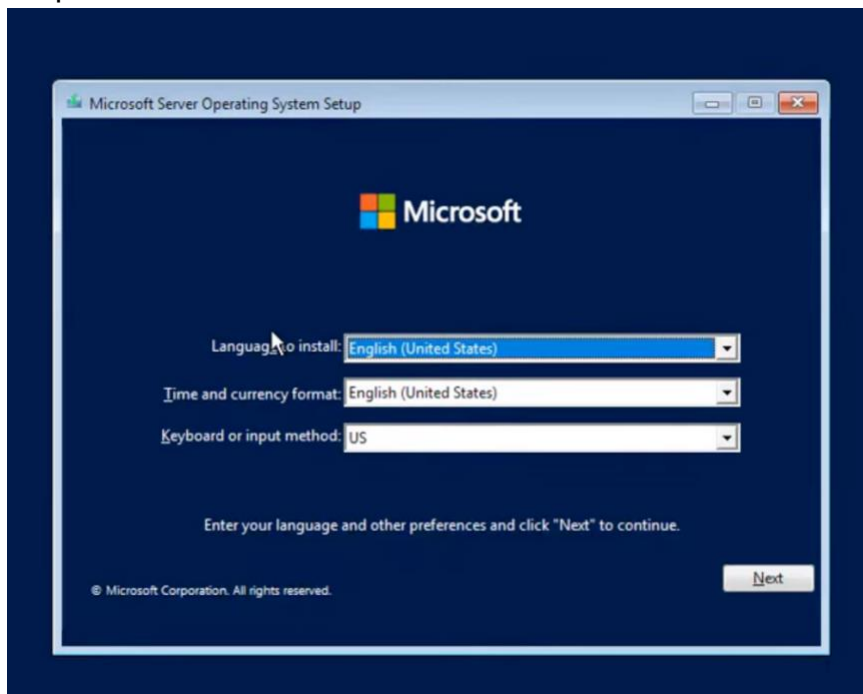 Microsoft Server Operating System Setup
Microsoft
Language to install: English (United States)
Time and currency format: English (United States)
Keyboard or input method: US
Enter your language and other preferences and click "Next" to continue.
Next
© Microsoft Corporation. All rights reserved.